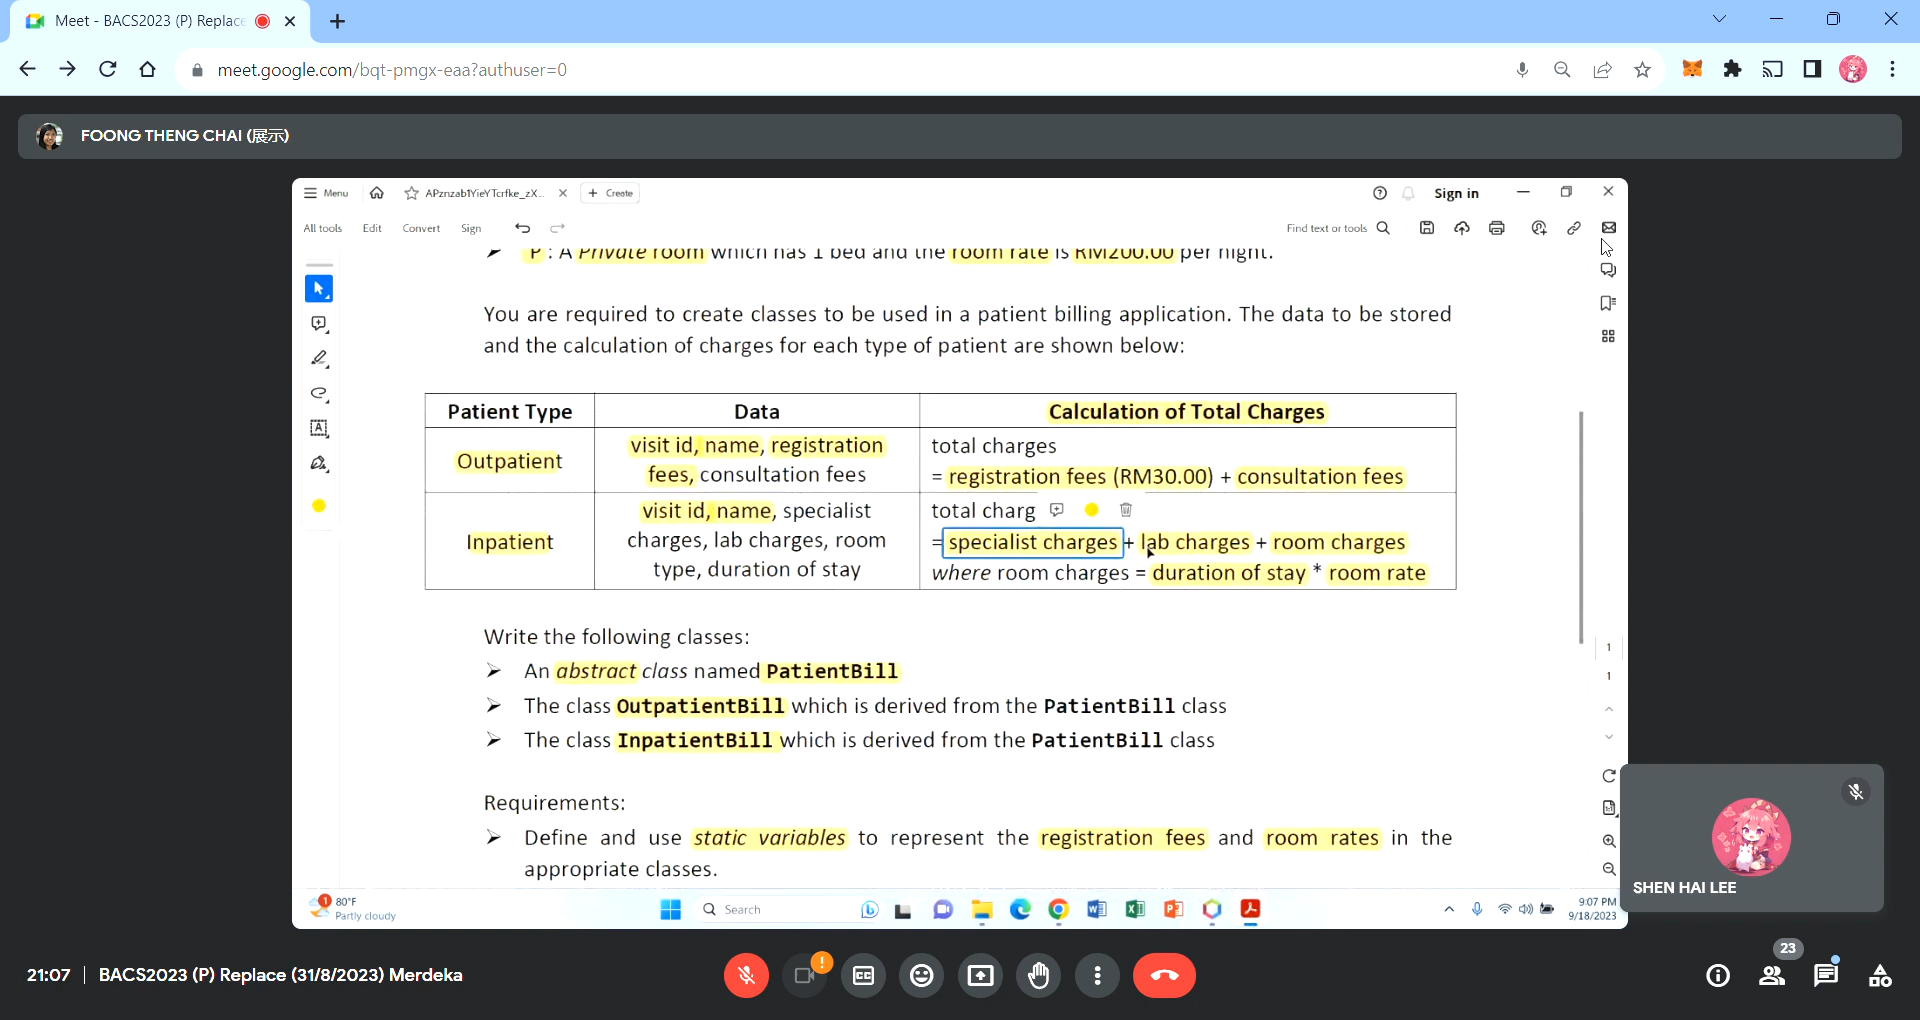 Meet - BACS2023 (P) Replace
meet.google.com/bqt-pmgx-eaa?authuser=0
FOONG THENG CHAI (展示)
Menu
APznzab1YieYTcrfke_zX...
+ Create
Sign in
All tools
Edit
Convert
Sign
Find text or tools
➤ P : A Private room which has 1 bed and the room rate is RM200.00 per night.
You are required to create classes to be used in a patient billing application. The data to be stored
and the calculation of charges for each type of patient are shown below:
Patient Type
Data
Calculation of Total Charges
Outpatient
visit id, name, registration
fees, consultation fees
total charges
= registration fees (RM30.00) + consultation fees
Inpatient
visit id, name, specialist
charges, lab charges, room
type, duration of stay
total charg
= specialist charges + lab charges + room charges
where room charges = duration of stay * room rate
Write the following classes:
➤ An abstract class named PatientBill
➤ The class OutpatientBill which is derived from the PatientBill class
➤ The class InpatientBill which is derived from the PatientBill class
Requirements:
➤ Define and use static variables to represent the registration fees and room rates in the
appropriate classes.
1
1
SHEN HAI LEE
1
80°F
Partly cloudy
Search
9:07 PM
9/18/2023
21:07 | BACS2023 (P) Replace (31/8/2023) Merdeka
23